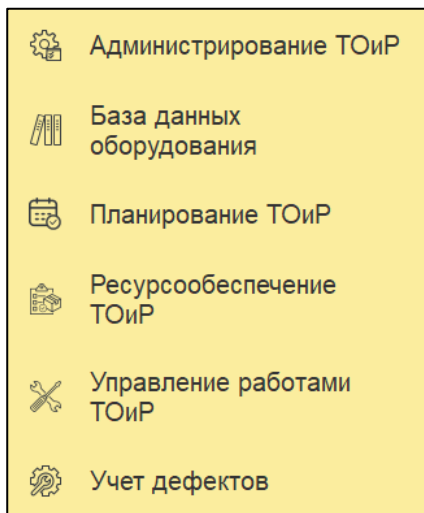 Администрирование ТОиР
База данных
оборудования
Планирование ТОиР
Ресурсообеспечение
ТОиР
Управление работами
ТОиР
Учет дефектов